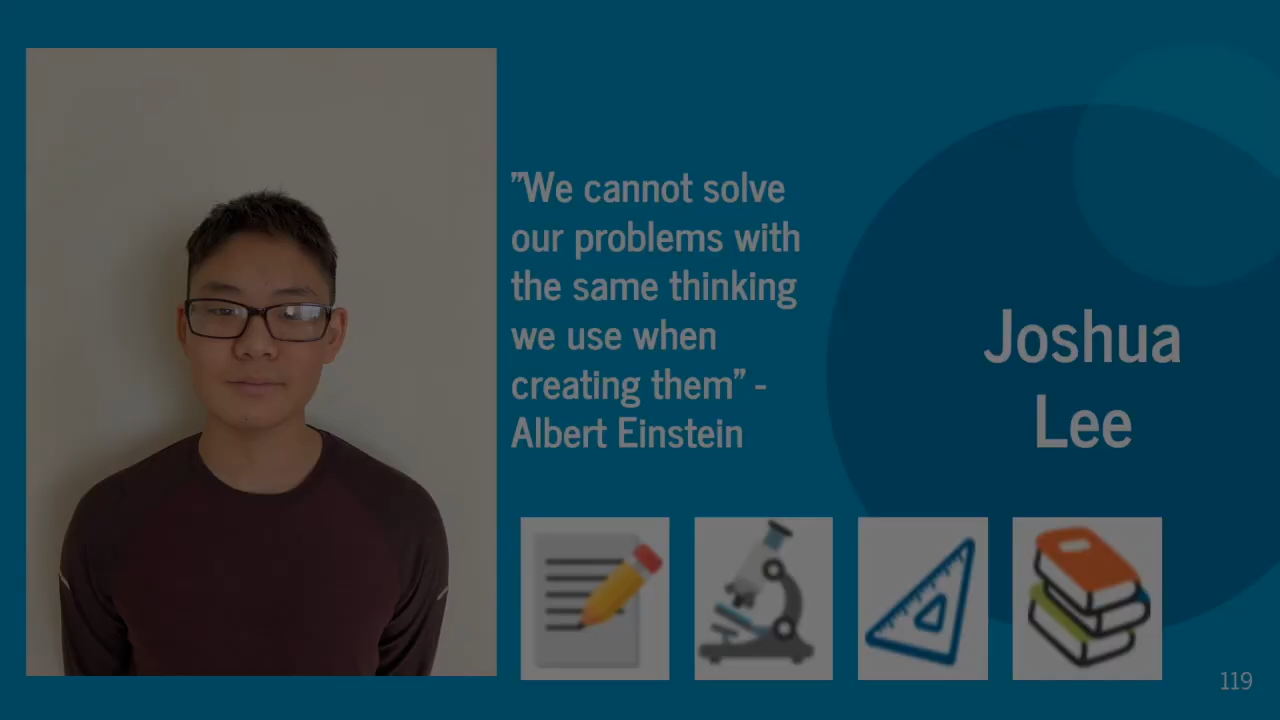 "We cannot solve
our problems with
the same thinking
we use when
creating them" -
Albert Einstein
Joshua
Lee
119